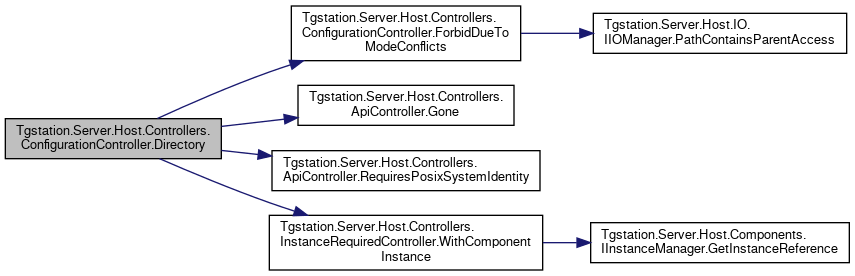 Tgstation.Server.Host.Controllers.
ConfigurationController.Directory
Tgstation.Server.Host.Controllers.
ConfigurationController.ForbidDueTo
ModeConflicts
Tgstation.Server.Host.IO.
IIOManager.PathContainsParentAccess
Tgstation.Server.Host.Controllers.
ApiController.Gone
Tgstation.Server.Host.Controllers.
ApiController.RequiresPosixSystemIdentity
Tgstation.Server.Host.Controllers.
InstanceRequiredController.WithComponent
Instance
Tgstation.Server.Host.Components.
IInstanceManager.GetInstanceReference